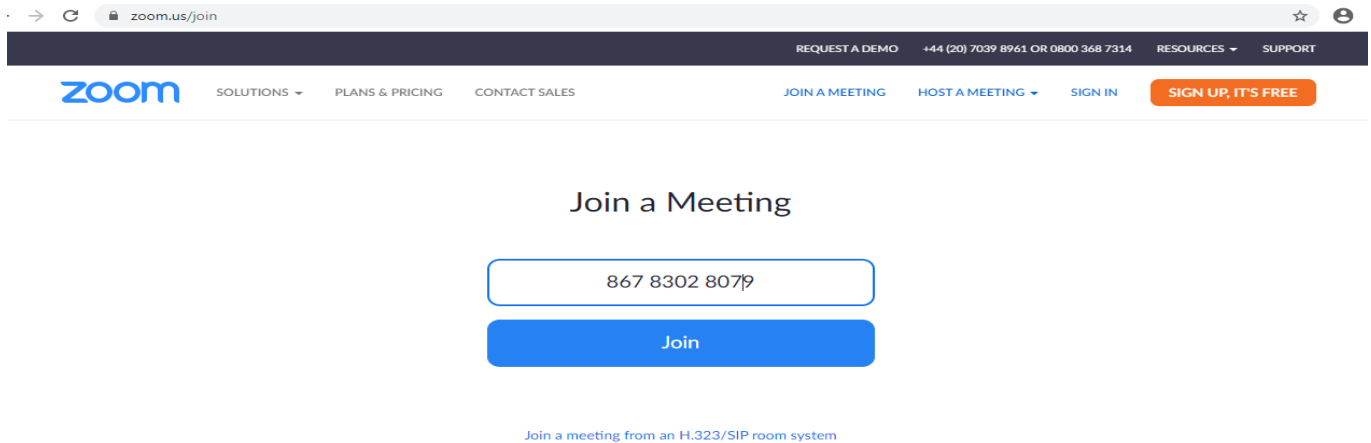 zoom.us/join
REQUEST A DEMO +44 (20) 7039 8961 OR 0800 368 7314 RESOURCES SUPPORT
zoom SOLUTIONS PLANS & PRICING CONTACT SALES JOIN A MEETING HOST A MEETING SIGN IN SIGN UP, IT'S FREE
Join a Meeting
867 8302 8079
Join
Join a meeting from an H.323/SIP room system